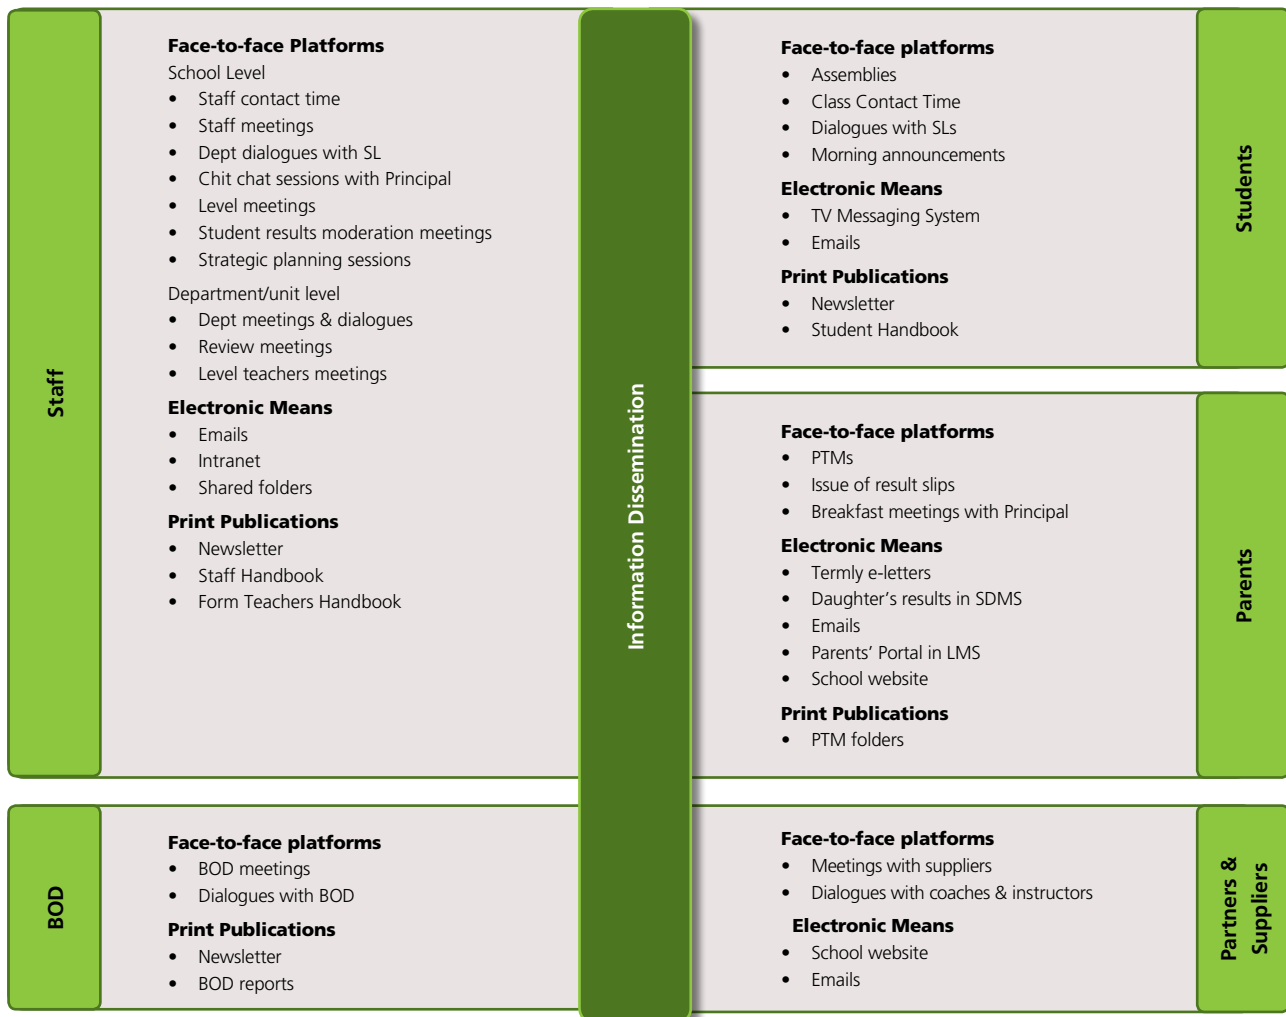 Staff
Face-to-face Platforms
School Level
• Staff contact time
• Staff meetings
• Dept dialogues with SL
• Chit chat sessions with Principal
• Level meetings
• Student results moderation meetings
• Strategic planning sessions
Department/unit level
• Dept meetings & dialogues
• Review meetings
• Level teachers meetings
Electronic Means
• Emails
• Intranet
• Shared folders
Print Publications
• Newsletter
• Staff Handbook
• Form Teachers Handbook
BOD
Face-to-face platforms
• BOD meetings
• Dialogues with BOD
Print Publications
• Newsletter
• BOD reports
Information Dissemination
Face-to-face platforms
• Assemblies
• Class Contact Time
• Dialogues with SLs
• Morning announcements
Electronic Means
• TV Messaging System
• Emails
Print Publications
• Newsletter
• Student Handbook
Students
Face-to-face platforms
• PTMs
• Issue of result slips
• Breakfast meetings with Principal
Electronic Means
• Termly e-letters
• Daughter’s results in SDMS
• Emails
• Parents’ Portal in LMS
• School website
Print Publications
• PTM folders
Parents
Face-to-face platforms
• Meetings with suppliers
• Dialogues with coaches & instructors
Electronic Means
• School website
• Emails
Partners &
Suppliers